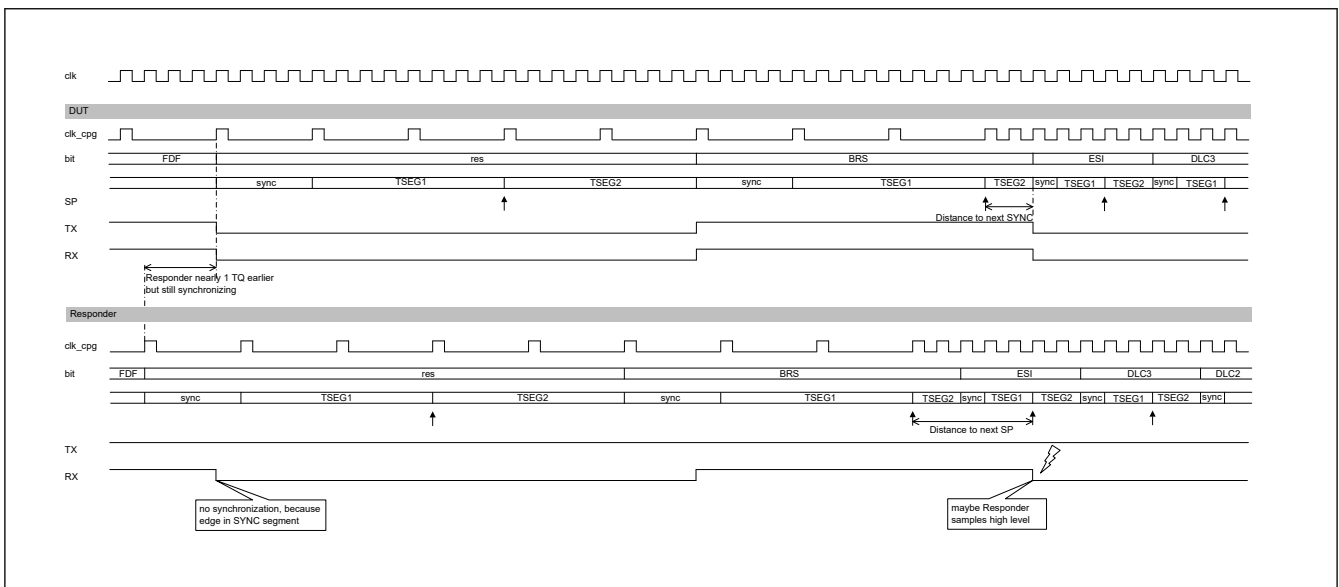 clk
DUT
clk_cpg
bit FDF res BRS ESI DLC3
sync TSEG1 TSEG2 sync TSEG1 TSEG2 sync TSEG1 TSEG2 sync TSEG1
SP
Distance to next SYNC
TX
RX
Responder nearly 1 TQ earlier
but still synchronizing
Responder
clk_cpg
bit FDF res BRS ESI DLC3 DLC2
sync TSEG1 TSEG2 sync TSEG1 TSEG2 sync TSEG1 TSEG2 sync TSEG1 TSEG2 sync
Distance to next SP
TX
RX
no synchronization, because
edge in SYNC segment
maybe Responder
samples high level